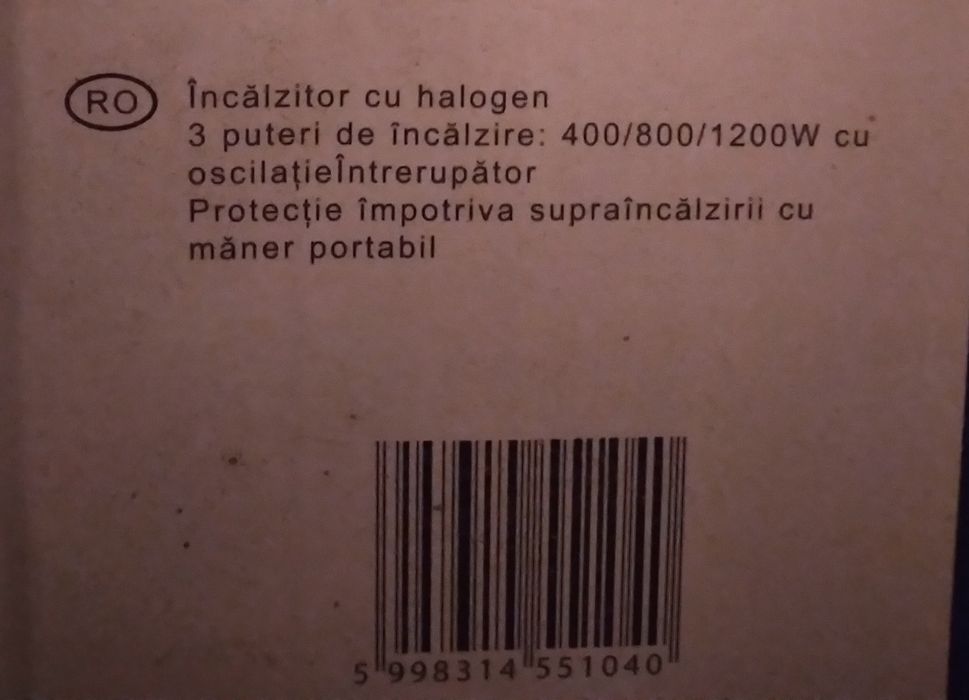 RO
Încălzitor cu halogen
3 puteri de încălzire: 400/800/1200W cu
oscilațieÎntrerupător
Protecție împotriva supraîncălzirii cu
măner portabil
5 998314 551040